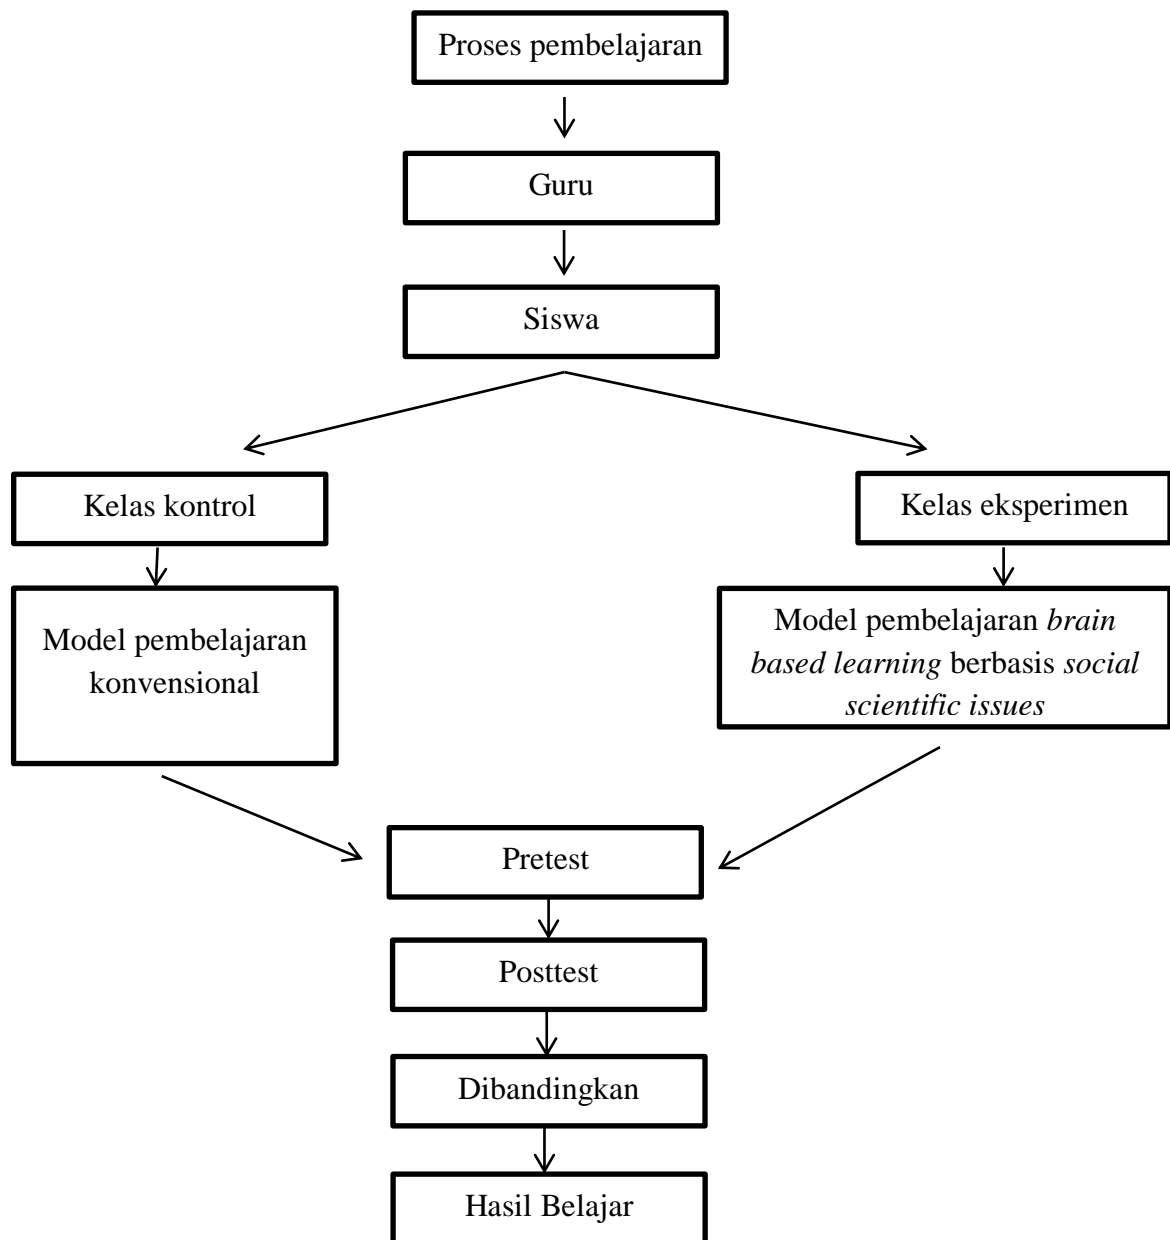 Proses pembelajaran
Guru
Siswa
Kelas kontrol
Kelas eksperimen
Model pembelajaran
konvensional
Model pembelajaran brain
based learning berbasis social
scientific issues
Pretest
Posttest
Dibandingkan
Hasil Belajar